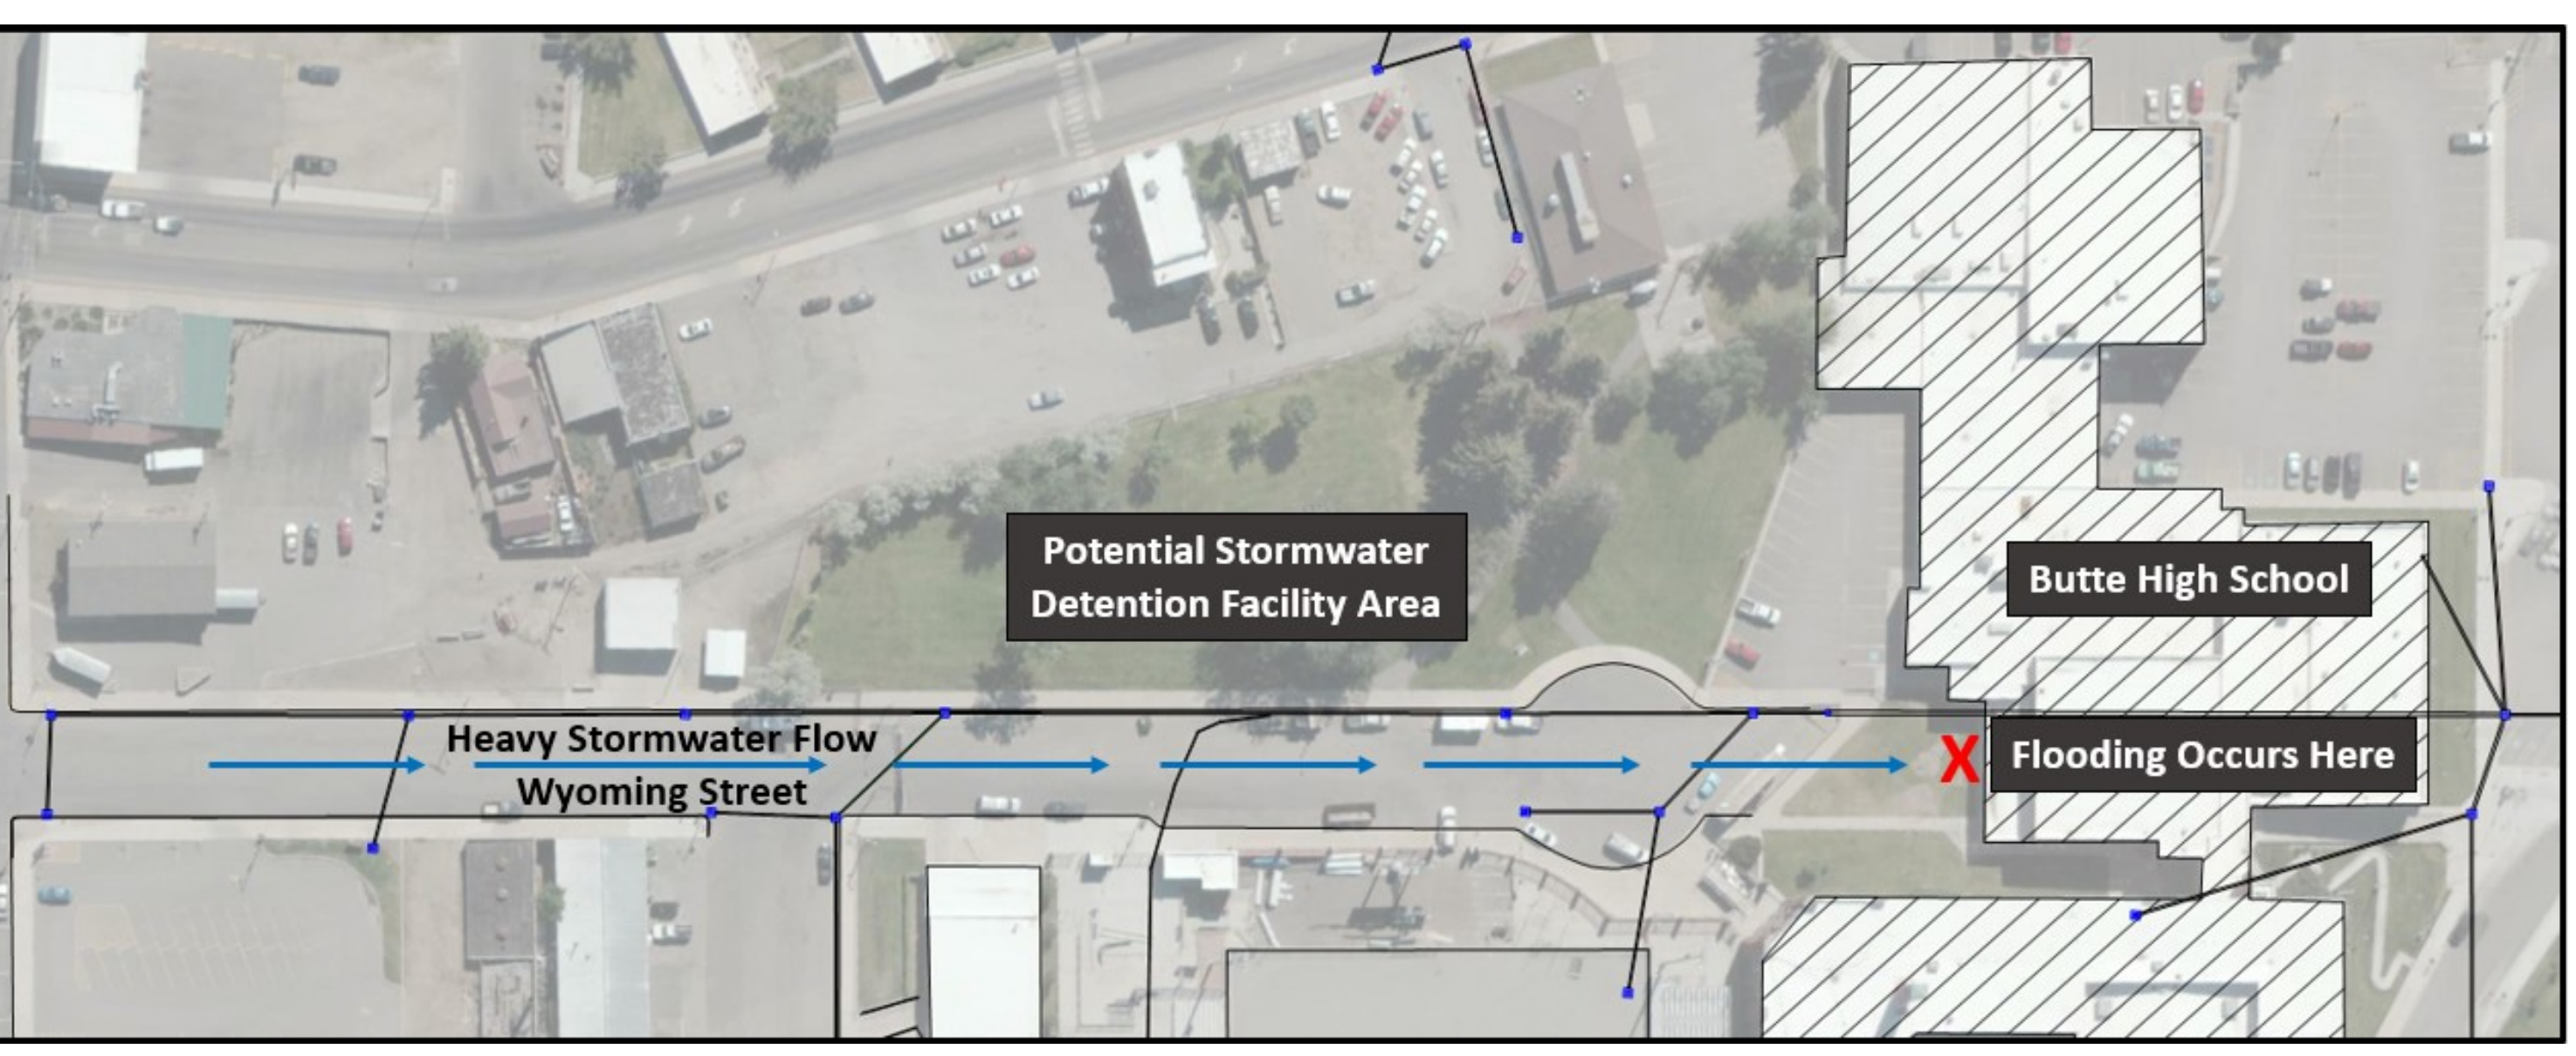 Potential Stormwater
Detention Facility Area
Butte High School
Heavy Stormwater Flow
Wyoming Street
X
Flooding Occurs Here